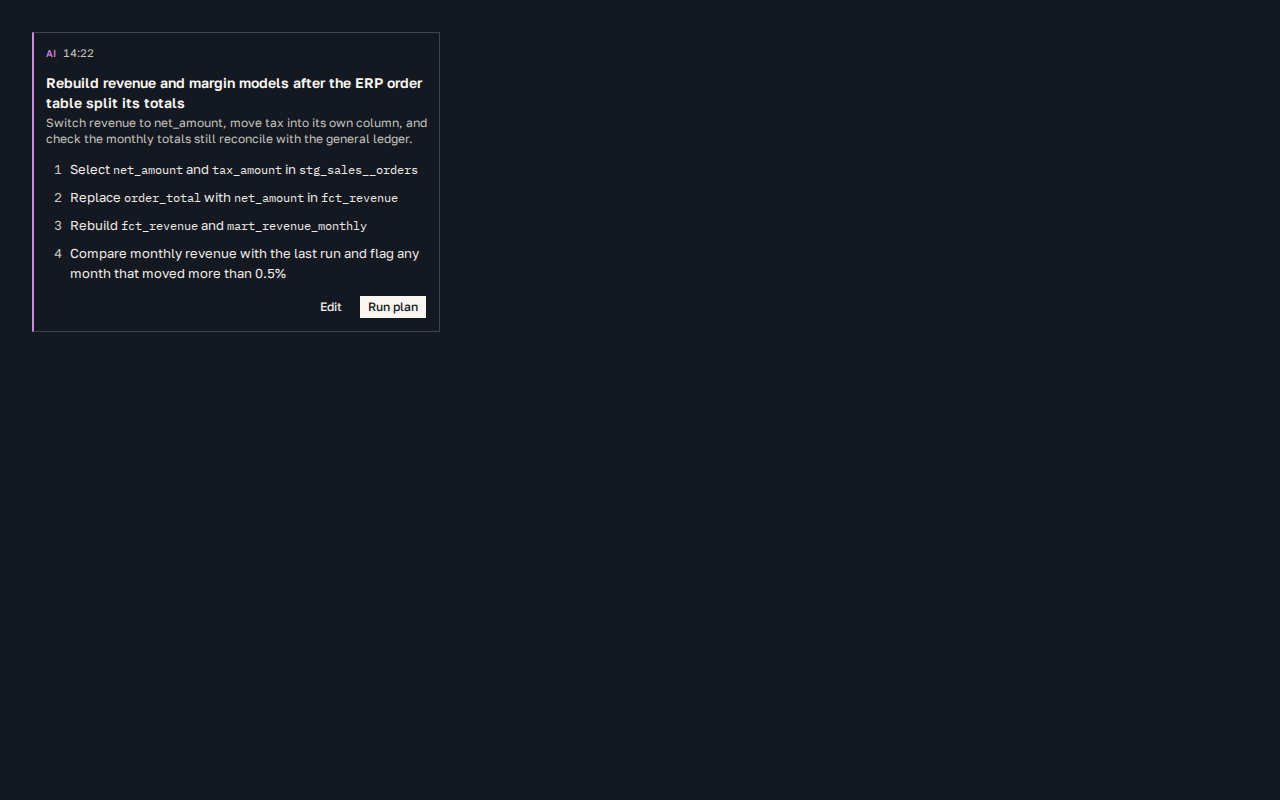 AI 14:22
Rebuild revenue and margin models after the ERP order
table split its totals
Switch revenue to net_amount, move tax into its own column, and
check the monthly totals still reconcile with the general ledger.
1 Select net_amount and tax_amount in stg_sales__orders
2 Replace order_total with net_amount in fct_revenue
3 Rebuild fct_revenue and mart_revenue_monthly
4 Compare monthly revenue with the last run and flag any
month that moved more than 0.5%
Edit Run plan